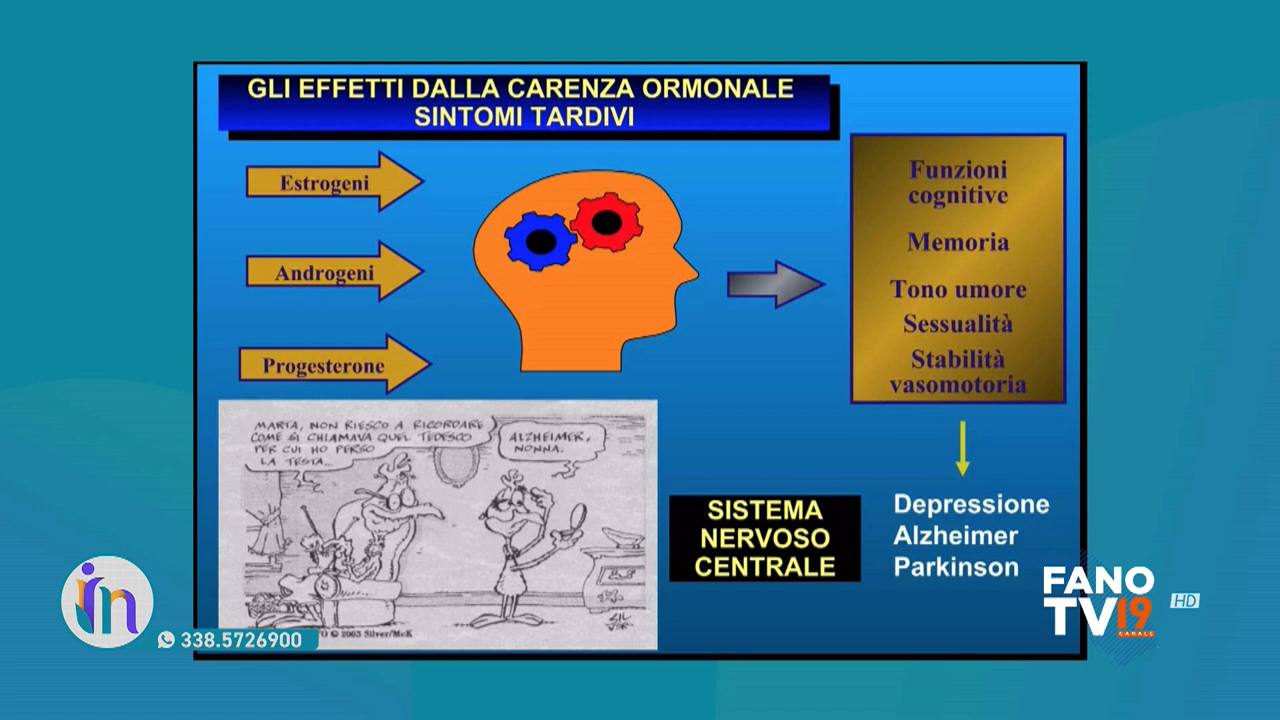 GLI EFFETTI DALLA CARENZA ORMONALE
SINTOMI TARDIVI
Estrogeni
Androgeni
Progesterone
Funzioni
cognitive
Memoria
Tono umore
Sessualità
Stabilità
vasomotoria
MARTA, NON RIESCO A RICORDARE
COME SI CHIAMAVA QUEL TEDESCO
PER CUI HO PERSO
LA TESTA...
ALZHEIMER,
NONNA.
© 2003 Silver/McK
SISTEMA
NERVOSO
CENTRALE
Depressione
Alzheimer
Parkinson
in
338.5726900
FANO
TV19
CANALE
HD